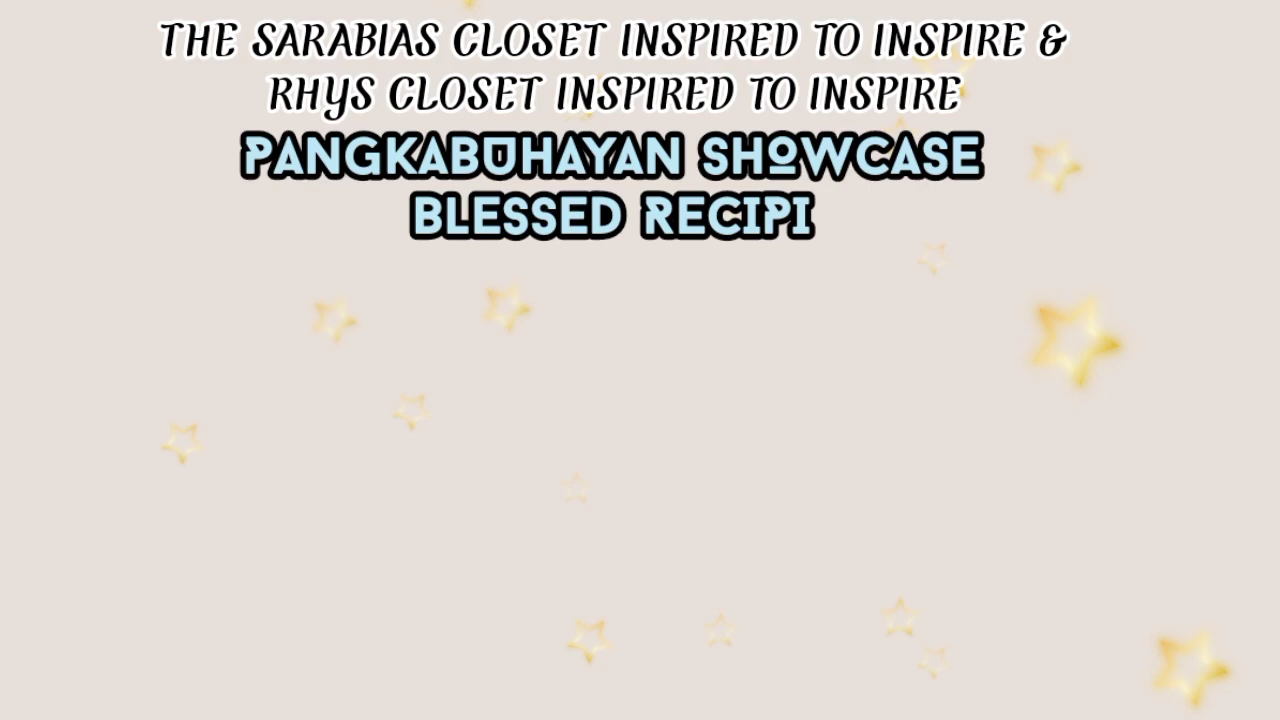 THE SARABIAS CLOSET INSPIRED TO INSPIRE &
RHYS CLOSET INSPIRED TO INSPIRE
PANGKABUHAYAN SHOWCASE
BLESSED RECIPI